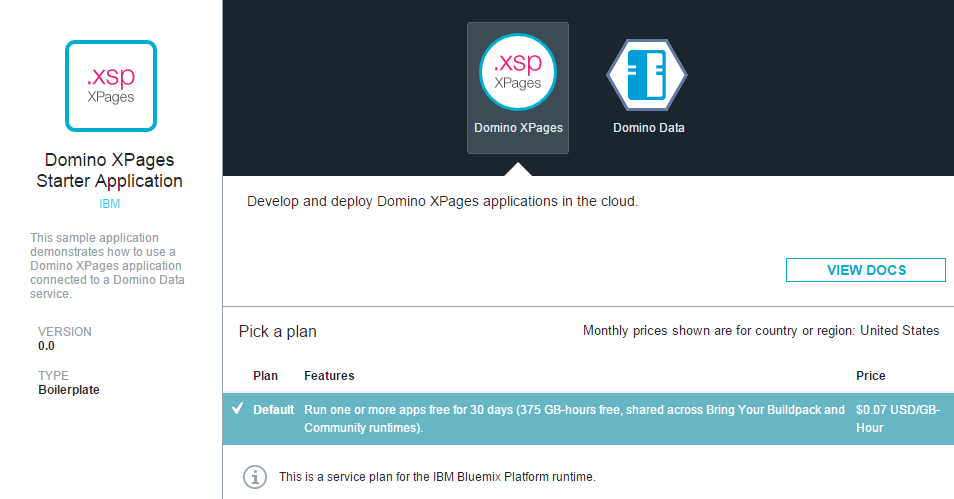 .xsp
XPages
Domino XPages
Starter Application
IBM
This sample application
demonstrates how to use a
Domino XPages application
connected to a Domino Data
service.
VERSION
0.0
TYPE
Boilerplate
.xsp
XPages
Domino XPages
Domino Data
Develop and deploy Domino XPages applications in the cloud.
VIEW DOCS
Pick a plan
Monthly prices shown are for country or region: United States
Plan Features Price
Default Run one or more apps free for 30 days (375 GB-hours free, shared across Bring Your Buildpack and $0.07 USD/GB-
Community runtimes). Hour
This is a service plan for the IBM Bluemix Platform runtime.